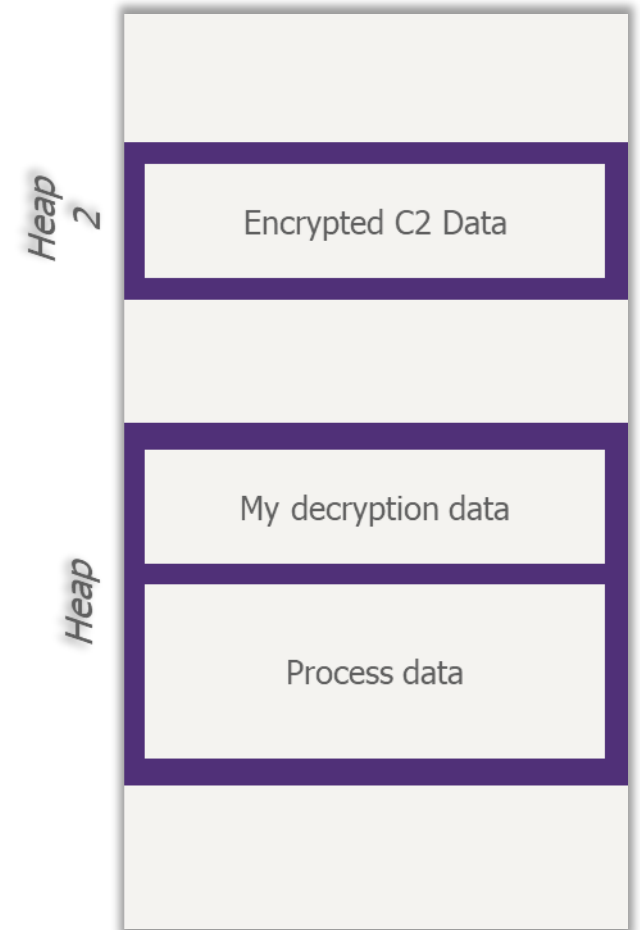 Heap
2
Encrypted C2 Data
My decryption data
Heap
Process data